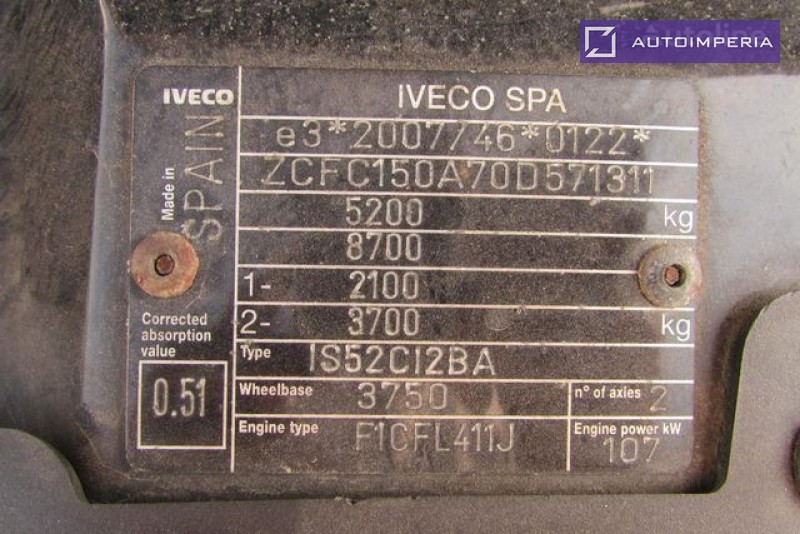 AUTOIMPERIA
IVECO
IVECO SPA
Made in
SPAIN
e3*2007/46*0122*
ZCFC150A70D571311
5200 kg
8700
1- 2100
2- 3700 kg
Corrected
absorption
value
0.51
Type IS52CI2BA
Wheelbase 3750
n° of axies 2
Engine type F1CFL411J
Engine power kW
107